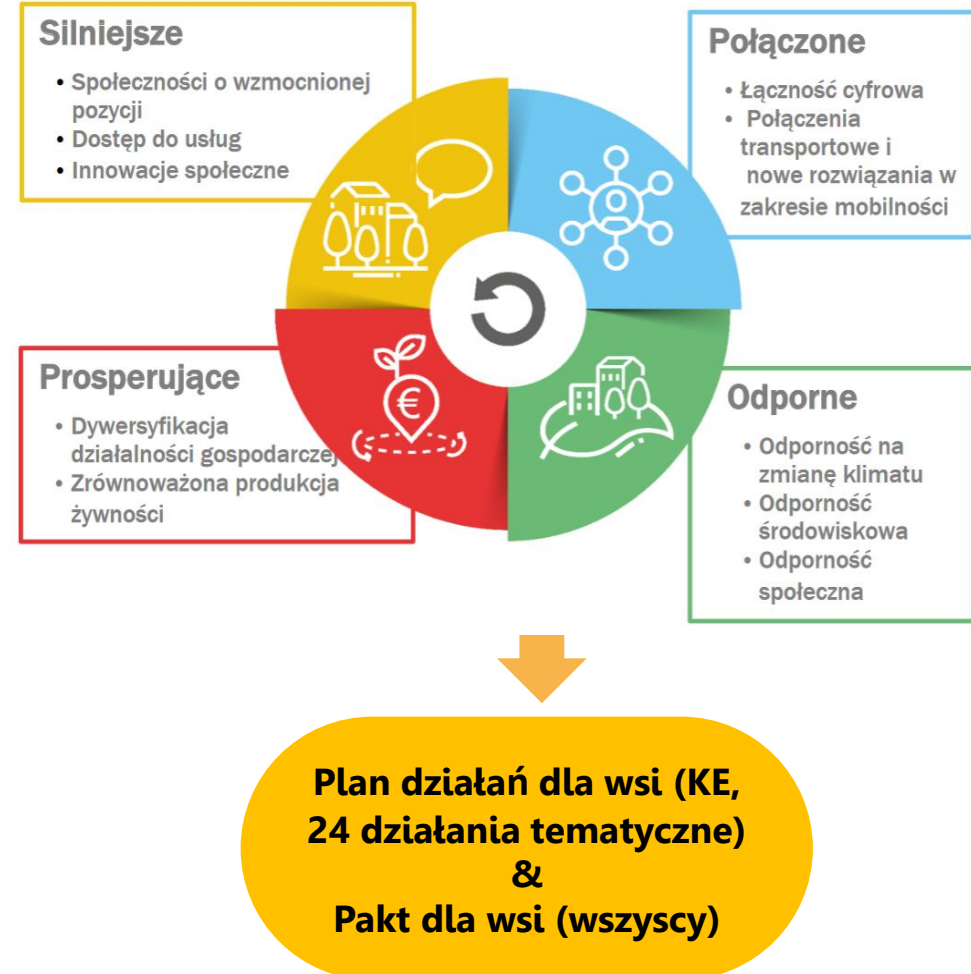 Silniejsze
• Społeczności o wzmocnionej
pozycji
• Dostęp do usług
• Innowacje społeczne
Połączone
• Łączność cyfrowa
• Połączenia
transportowe i
nowe rozwiązania w
zakresie mobilności
Prosperujące
• Dywersyfikacja
działalności gospodarczej
• Zrównoważona produkcja
żywności
€
Odporne
• Odporność na
zmianę klimatu
• Odporność
środowiskowa
• Odporność
społeczna
Plan działań dla wsi (KE,
24 działania tematyczne)
&
Pakt dla wsi (wszyscy)